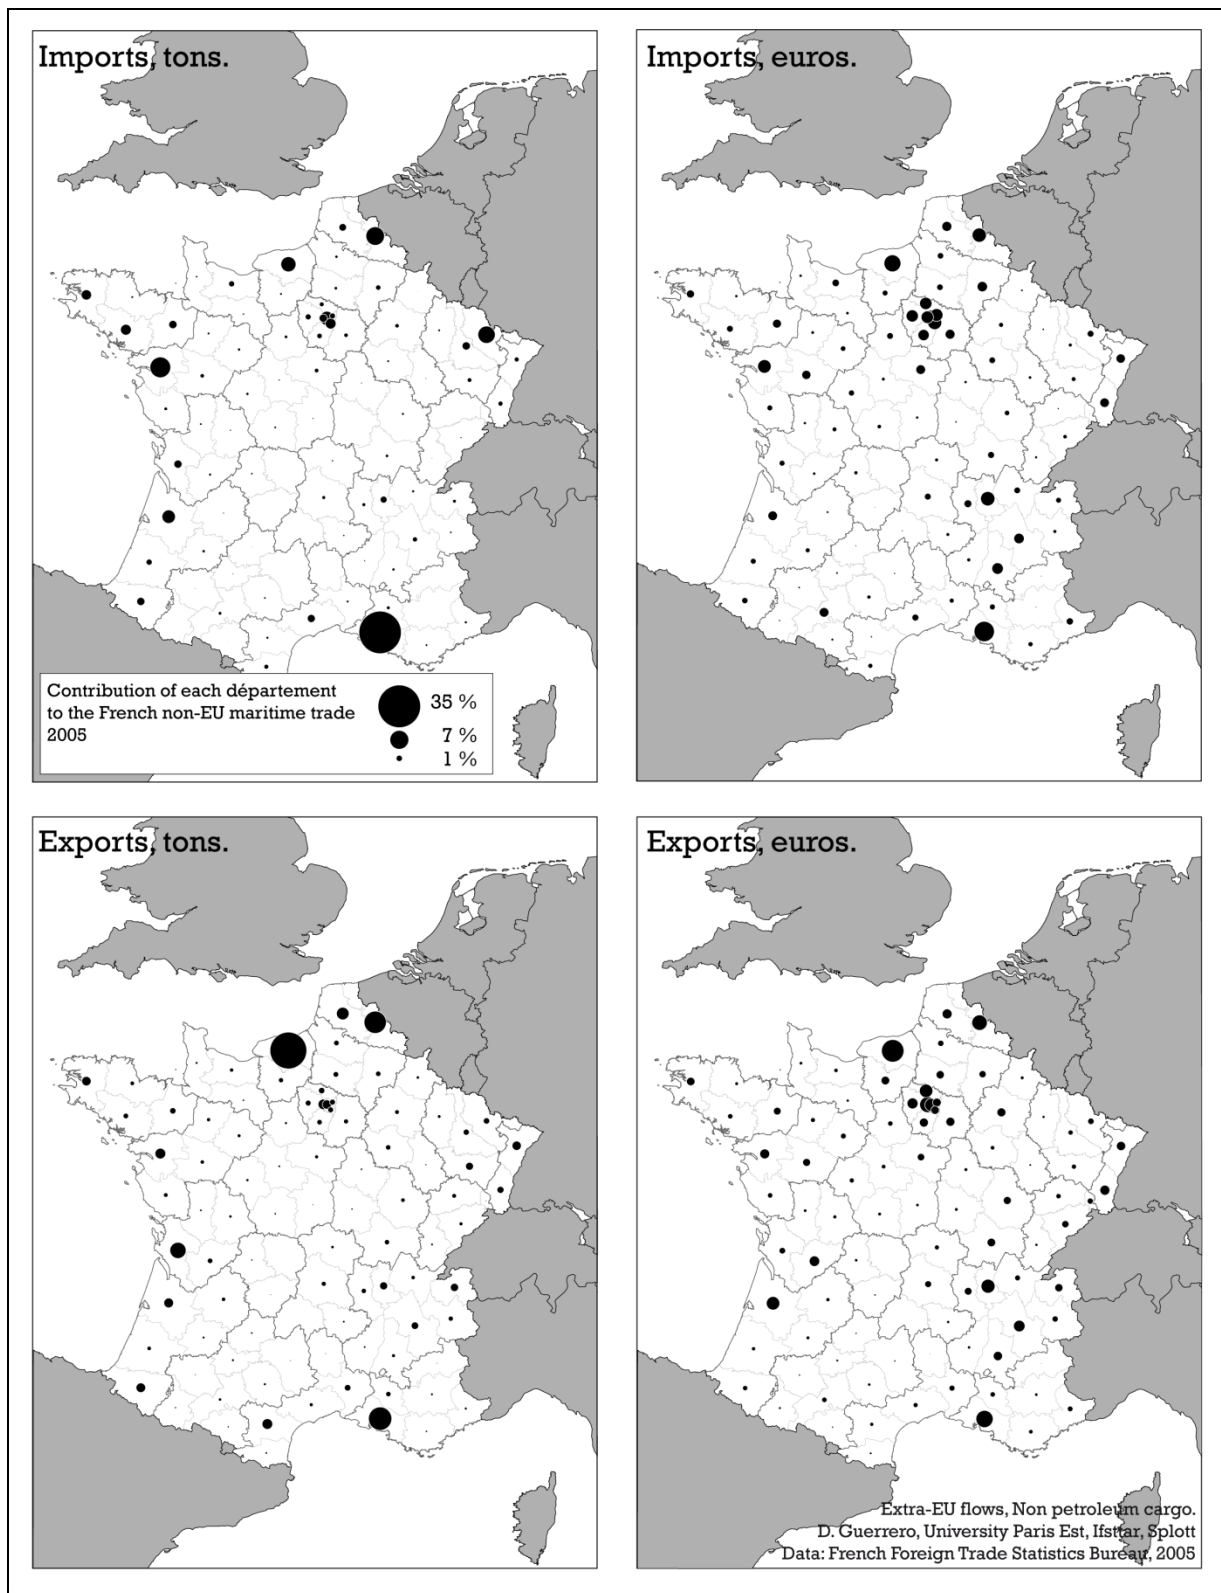 Imports, tons.
Imports, euros.
Contribution of each département
to the French non-EU maritime trade
2005
35 %
7 %
1 %
Exports, tons.
Exports, euros.
Extra-EU flows, Non petroleum cargo.
D. Guerrero, University Paris Est, Ifsttar, Splott
Data: French Foreign Trade Statistics Bureau, 2005